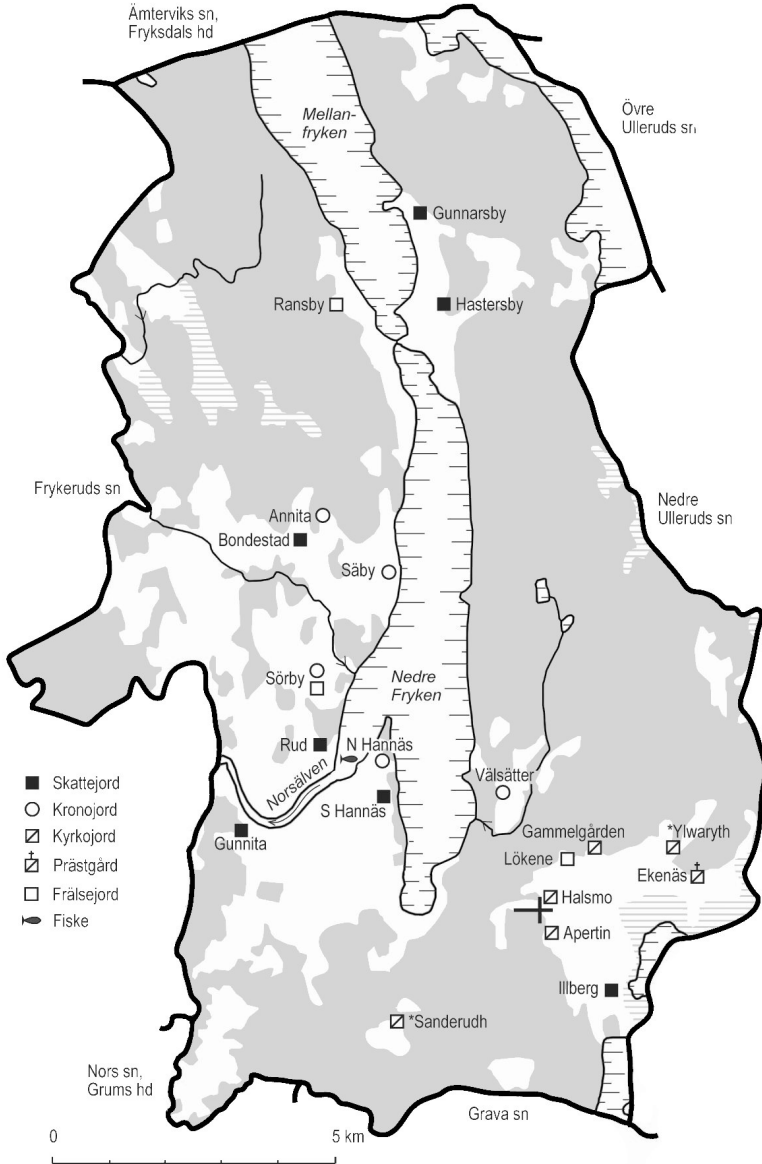 Ämterviks sn,
Fryksdals hd
Mellan-
fryken
Övre
Ulleruds sn
Gunnarsby
Ransby
Hastersby
Frykeruds sn
Nedre
Ulleruds sn
Annita
Bondestad
Säby
Sörby
Nedre
Fryken
Rud
N Hannäs
Norsälven
Välsätter
S Hannäs
Gunnita
Skattejord
Kronojord
Kyrkojord
Prästgård
Frälsejord
Fiske
Gammelgården
*Ylwaryth
Lökene
Ekenäs
Halsmo
Apertin
Illberg
*Sanderudh
Nors sn,
Grums hd
Grava sn
0 5 km